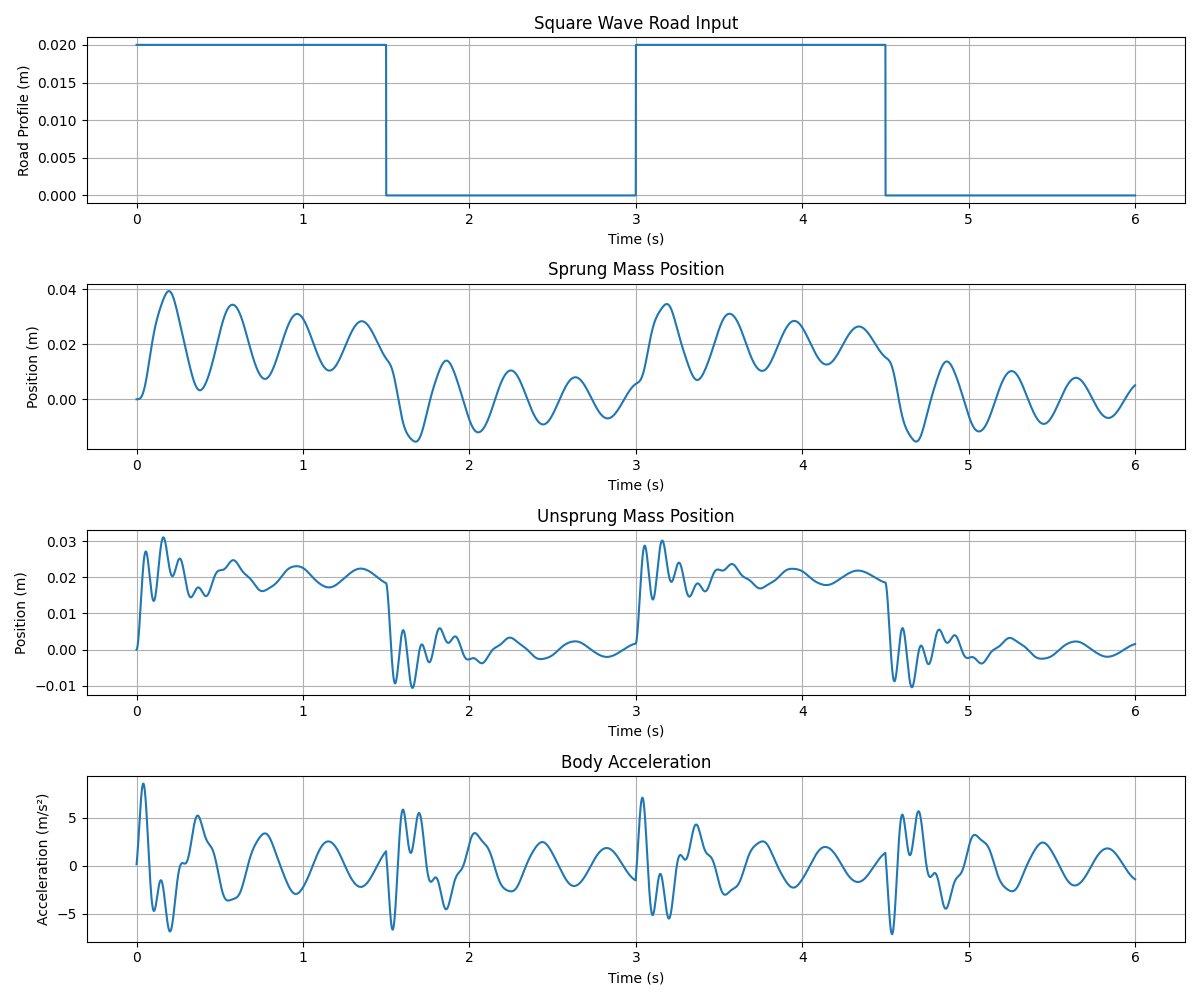 Square Wave Road Input
Road Profile (m)
0.020
0.015
0.010
0.005
0.000
0 1 2 3 4 5 6
Time (s)
Sprung Mass Position
Position (m)
0.04
0.02
0.00
0 1 2 3 4 5 6
Time (s)
Unsprung Mass Position
Position (m)
0.03
0.02
0.01
0.00
−0.01
0 1 2 3 4 5 6
Time (s)
Body Acceleration
Acceleration (m/s²)
5
0
−5
0 1 2 3 4 5 6
Time (s)